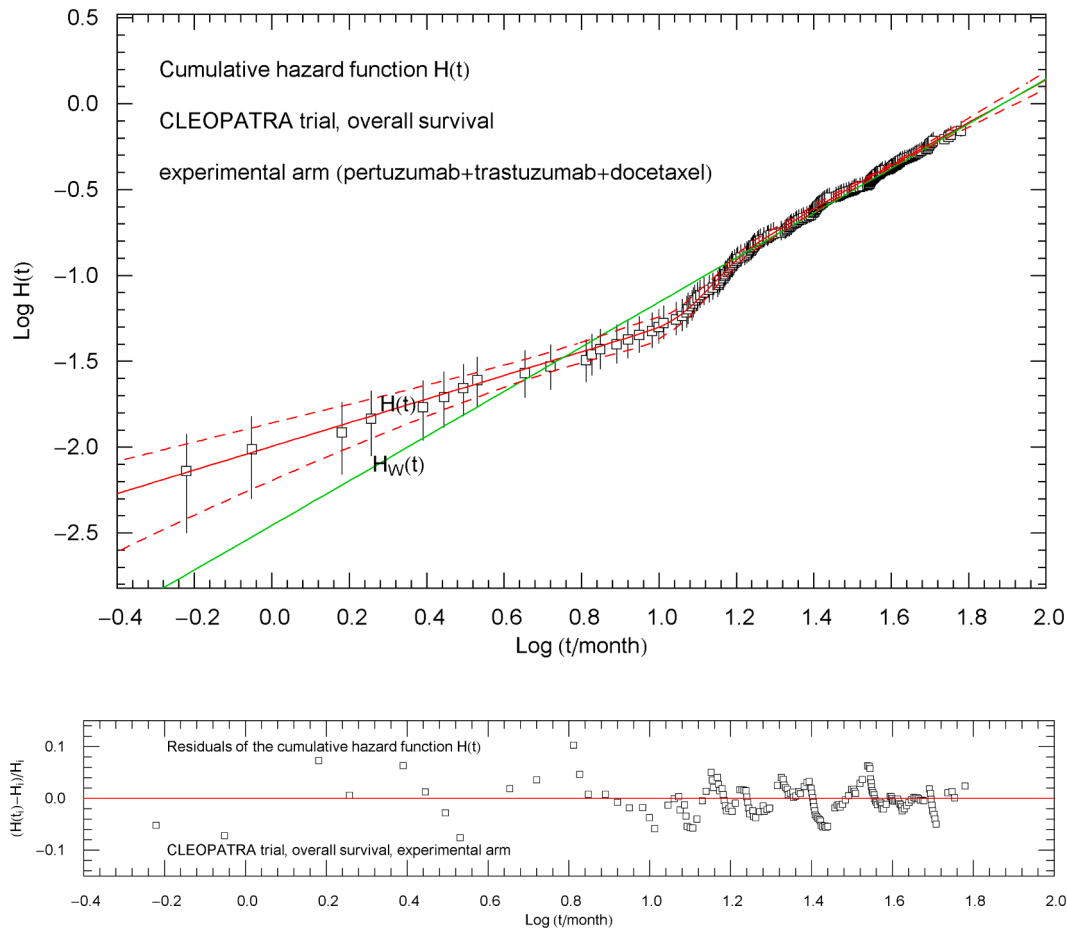 0.5
Cumulative hazard function H(t)
0.0
CLEOPATRA trial, overall survival
experimental arm (pertuzumab+trastuzumab+docetaxel)
−0.5
Log H(t)
−1.0
−1.5
H(t)
−2.0
H_W(t)
−2.5
−0.4 −0.2 0.0 0.2 0.4 0.6 0.8 1.0 1.2 1.4 1.6 1.8 2.0
Log (t/month)
0.1
Residuals of the cumulative hazard function H(t)
(H(t_i)−H_i)/H_i
0.0
−0.1
CLEOPATRA trial, overall survival, experimental arm
−0.4 −0.2 0.0 0.2 0.4 0.6 0.8 1.0 1.2 1.4 1.6 1.8 2.0
Log (t/month)